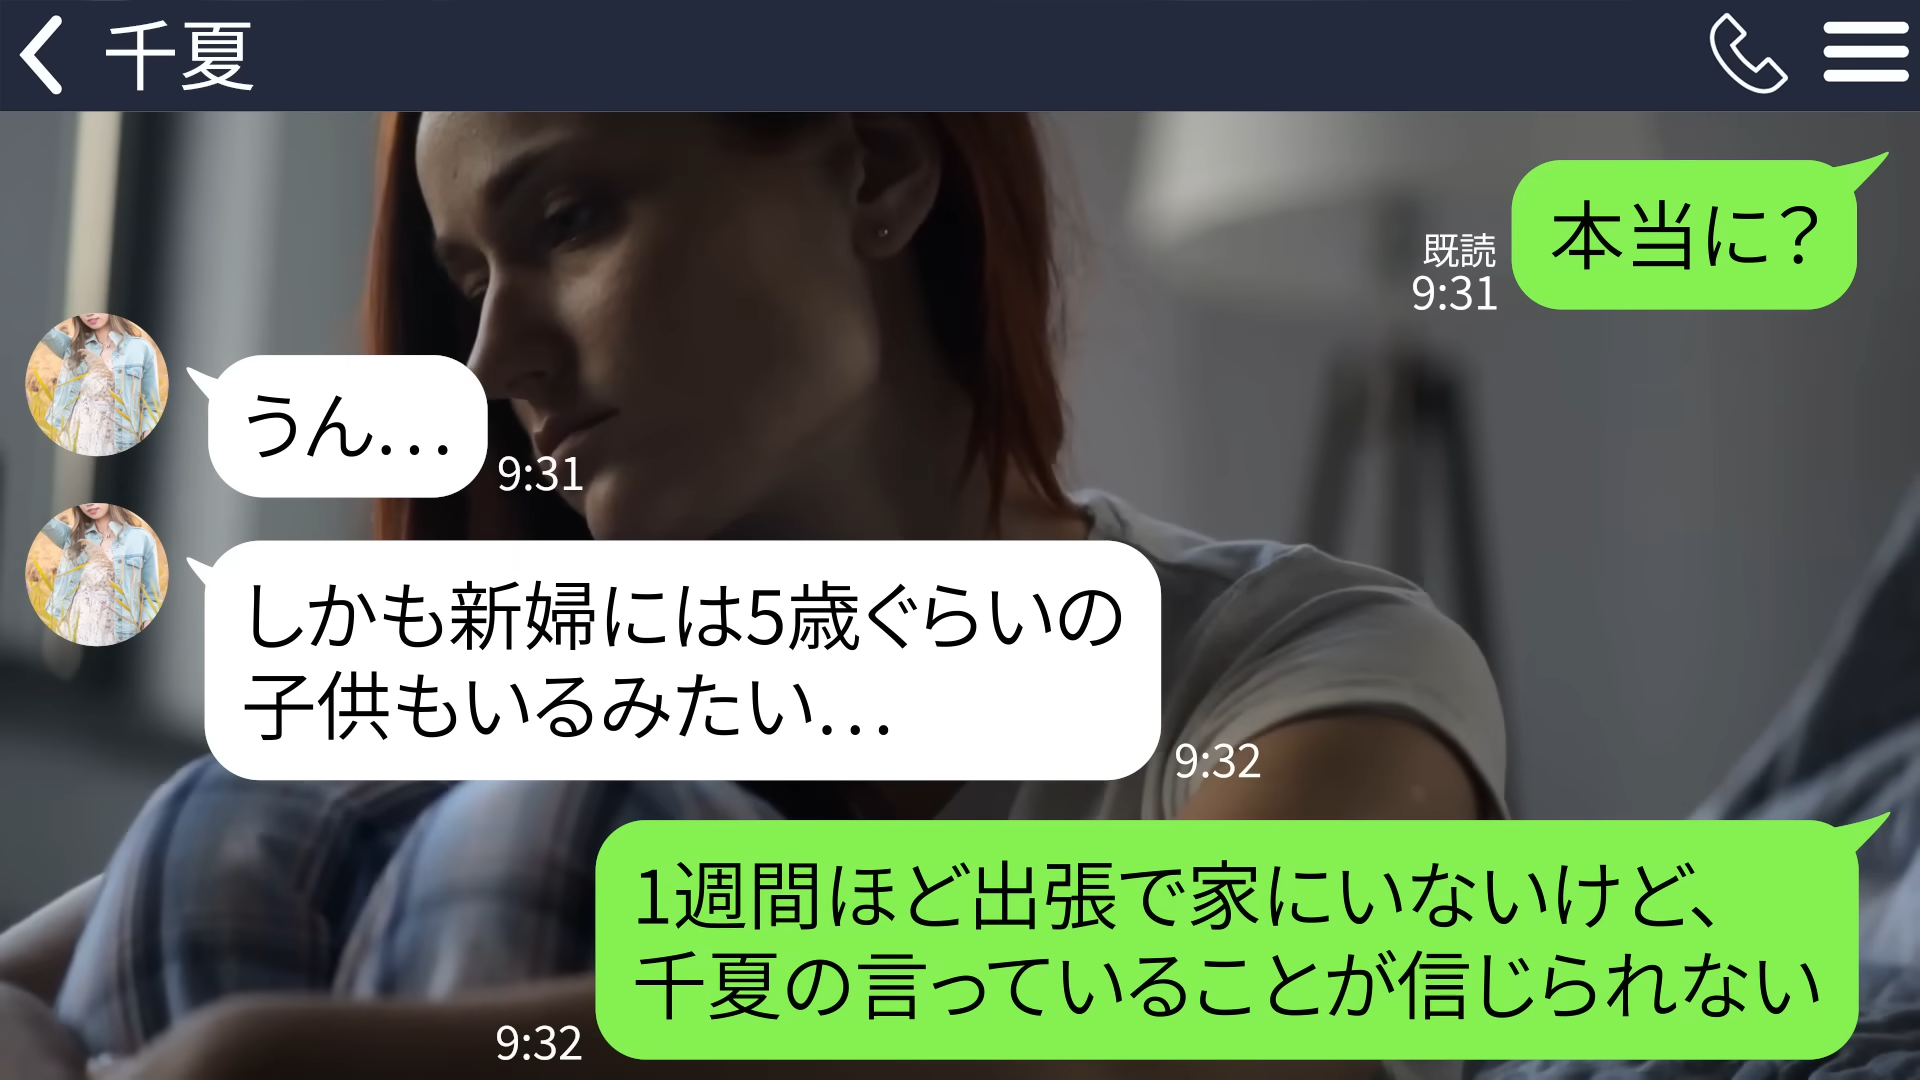 千夏
本当に？
既読
9:31
うん…
9:31
しかも新婦には5歳ぐらいの
子供もいるみたい…
9:32
1週間ほど出張で家にいないけど、
千夏の言っていることが信じられない
9:32